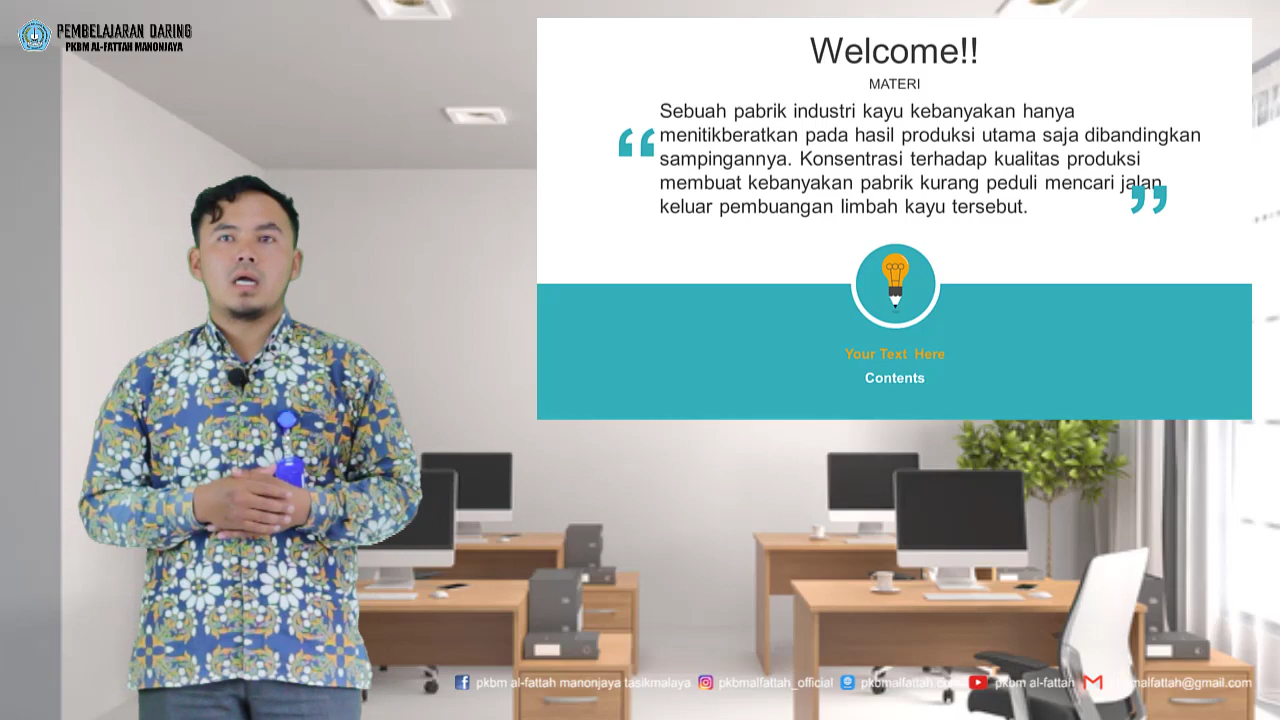 PEMBELAJARAN DARING
PKBM AL-FATTAH MANONJAYA
Welcome!!
MATERI
Sebuah pabrik industri kayu kebanyakan hanya
menitikberatkan pada hasil produksi utama saja dibandingkan
sampingannya. Konsentrasi terhadap kualitas produksi
membuat kebanyakan pabrik kurang peduli mencari jalan
keluar pembuangan limbah kayu tersebut.
Your Text Here
Contents
pkbm al-fattah manonjaya tasikmalaya
pkbmalfattah_official
pkbm al-fattah